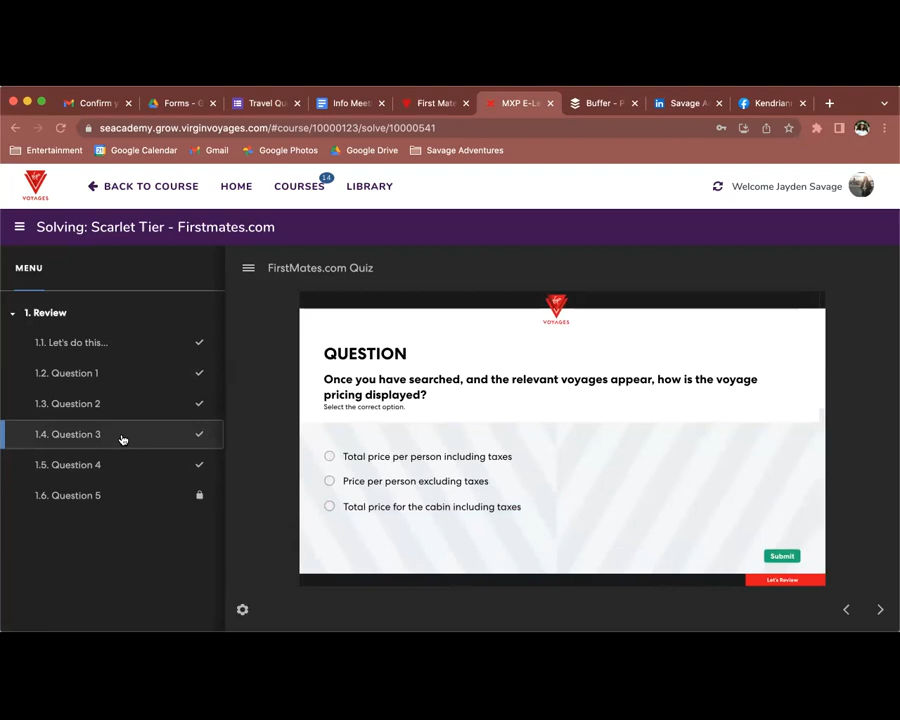 Confirm y
Forms - G
Travel Qu
Info Meet
First Mate
MXP E-Le
Buffer - P
Savage A
Kendrian
seacademy.grow.virginvoyages.com/#course/10000123/solve/10000541
Entertainment
Google Calendar
Gmail
Google Photos
Google Drive
Savage Adventures
VOYAGES
BACK TO COURSE
HOME
COURSES
14
LIBRARY
Welcome Jayden Savage
Solving: Scarlet Tier - Firstmates.com
MENU
FirstMates.com Quiz
1. Review
1.1. Let's do this...
1.2. Question 1
1.3. Question 2
1.4. Question 3
1.5. Question 4
1.6. Question 5
VOYAGES
QUESTION
Once you have searched, and the relevant voyages appear, how is the voyage
pricing displayed?
Select the correct option.
Total price per person including taxes
Price per person excluding taxes
Total price for the cabin including taxes
Submit
Let's Review